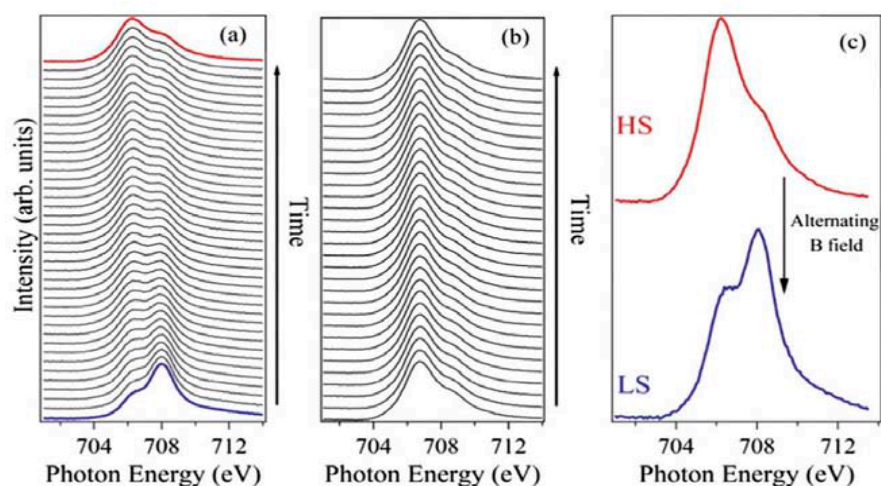 (a)
(b)
(c)
Intensity (arb. units)
Time
Time
HS
Alternating
B field
LS
704 708 712
704 708 712
704 708 712
Photon Energy (eV)
Photon Energy (eV)
Photon Energy (eV)